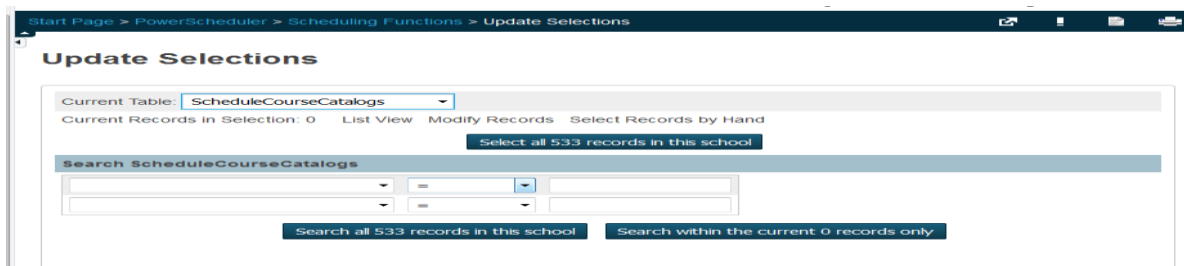 Start Page > PowerScheduler > Scheduling Functions > Update Selections
Update Selections
Current Table: ScheduleCourseCatalogs
Current Records in Selection: 0 List View Modify Records Select Records by Hand
Select all 533 records in this school
Search ScheduleCourseCatalogs
=
=
Search all 533 records in this school Search within the current 0 records only